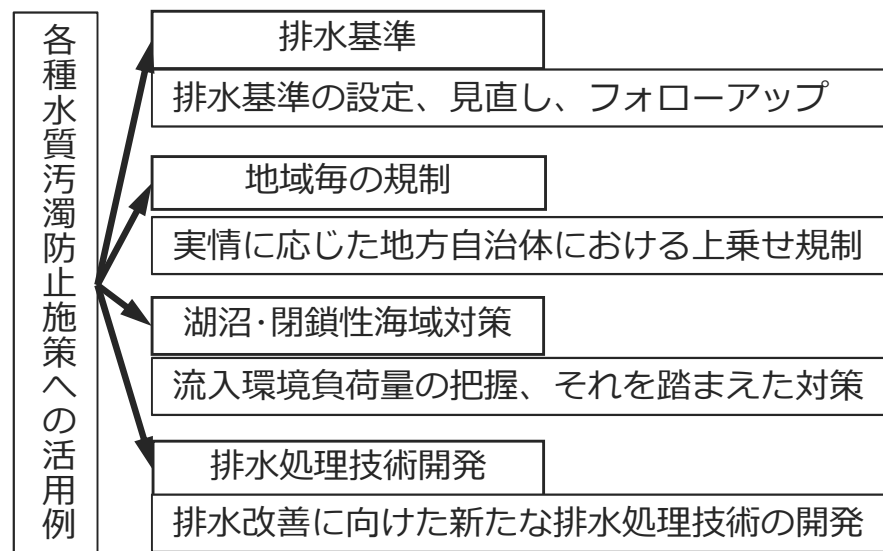 各種水質汚濁防止施策への活用例
排水基準
排水基準の設定、見直し、フォローアップ
地域毎の規制
実情に応じた地方自治体における上乗せ規制
湖沼・閉鎖性海域対策
流入環境負荷量の把握、それを踏まえた対策
排水処理技術開発
排水改善に向けた新たな排水処理技術の開発